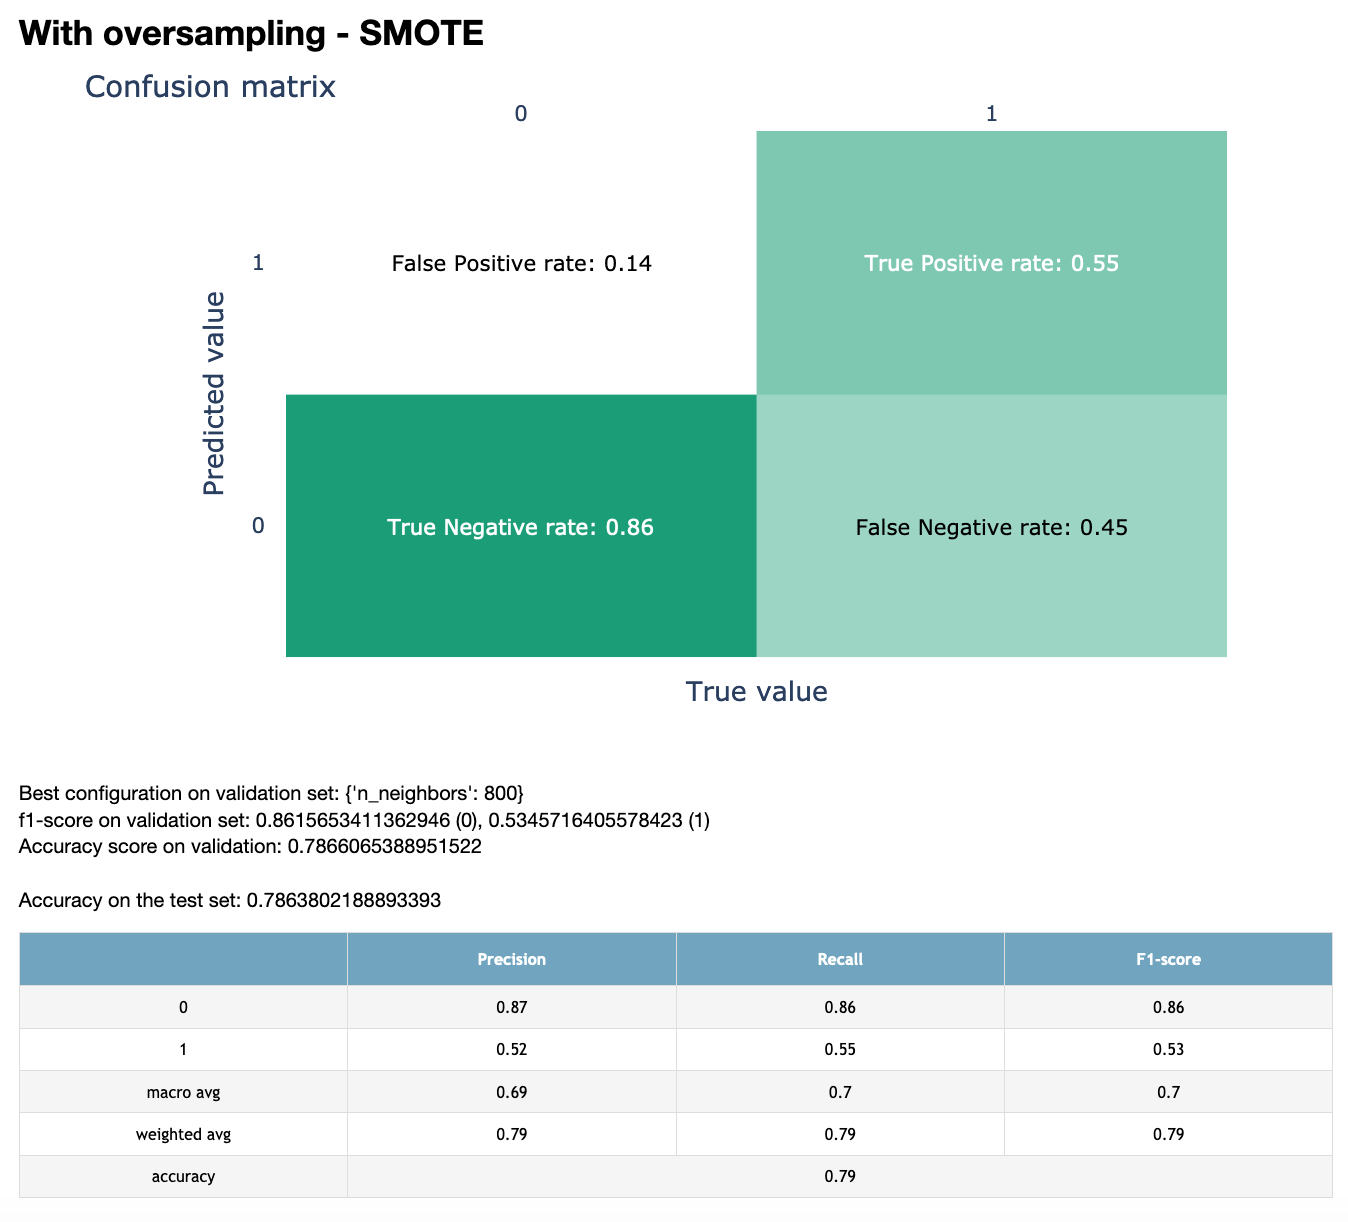 With oversampling - SMOTE
Confusion matrix
0 1
1
False Positive rate: 0.14 True Positive rate: 0.55
Predicted value
0
True Negative rate: 0.86 False Negative rate: 0.45
True value
Best configuration on validation set: {'n_neighbors': 800}
f1-score on validation set: 0.8615653411362946 (0), 0.5345716405578423 (1)
Accuracy score on validation: 0.7866065388951522
Accuracy on the test set: 0.7863802188893393
Precision Recall F1-score
0 0.87 0.86 0.86
1 0.52 0.55 0.53
macro avg 0.69 0.7 0.7
weighted avg 0.79 0.79 0.79
accuracy 0.79